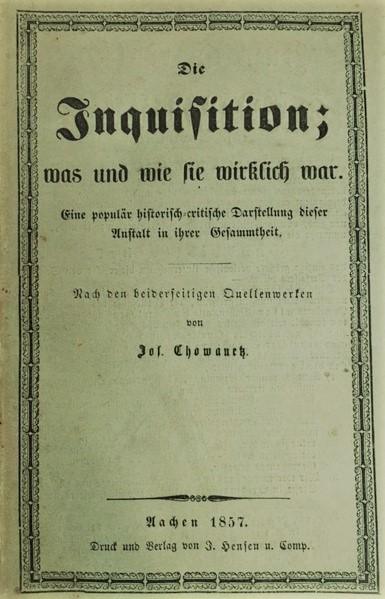 Die
Inquisition;
was und wie sie wirklich war.
Eine populär historisch-critische Darstellung dieser
Anstalt in ihrer Gesammtheit,
Nach den beiderseitigen Quellenwerken
von
Jos. Chowanetz.
Aachen 1857.
Druck und Verlag von J. Hensen u. Comp.